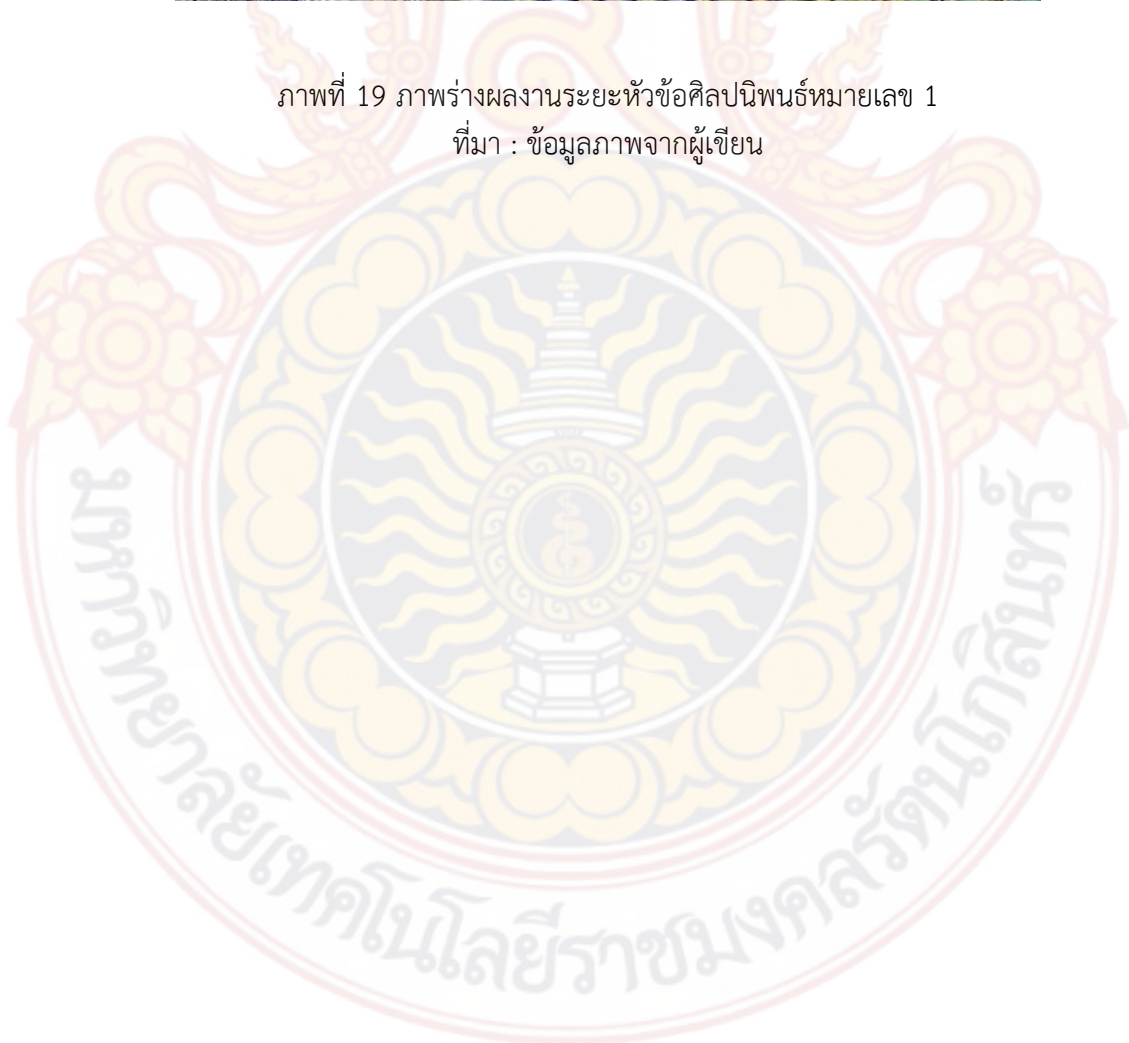 ภาพที่ 19 ภาพร่างผลงานระยะหัวข้อศิลปนิพนธ์หมายเลข 1
ที่มา : ข้อมูลภาพจากผู้เขียน
มหาวิทยาลัยเทคโนโลยีราชมงคลรัตนโกสินทร์